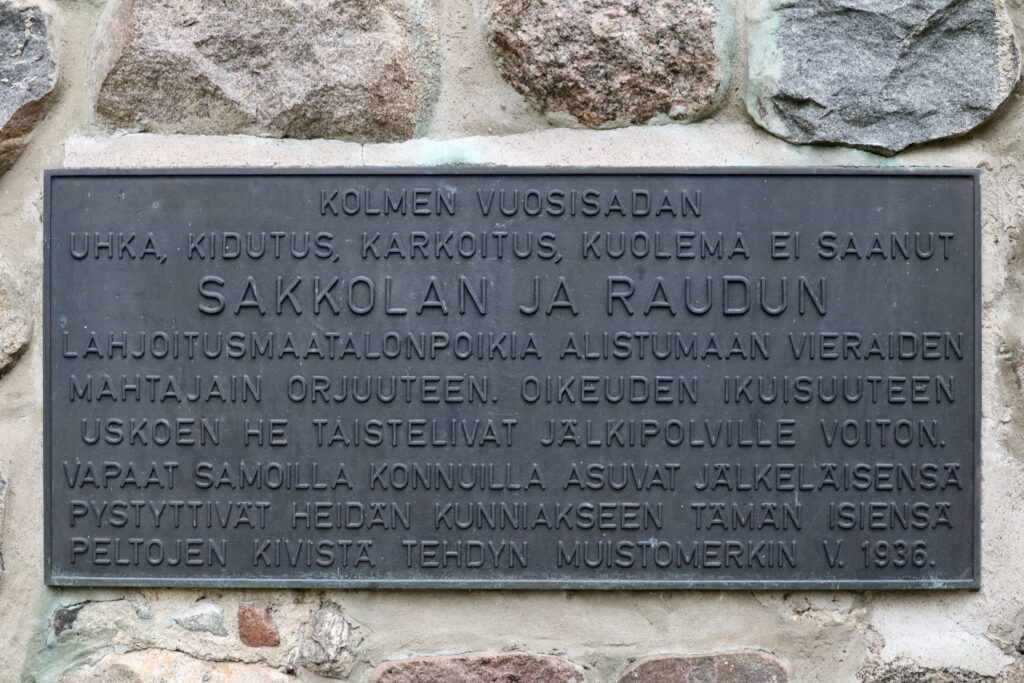 KOLMEN VUOSISADAN
UHKA, KIDUTUS, KARKOITUS, KUOLEMA EI SAANUT
SAKKOLAN JA RAUDUN
LAHJOITUSMAATALONPOIKIA ALISTUMAAN VIERAIDEN
MAHTAJAIN ORJUUTEEN. OIKEUDEN IKUISUUTEEN
USKOEN HE TAISTELIVAT JÄLKIPOLVILLE VOITON.
VAPAAT SAMOILLA KONNUILLA ASUVAT JÄLKELÄISENSÄ
PYSTYTTIVÄT HEIDÄN KUNNIAKSEEN TÄMÄN ISIENSÄ
PELTOJEN KIVISTÄ TEHDYN MUISTOMERKIN V. 1936.